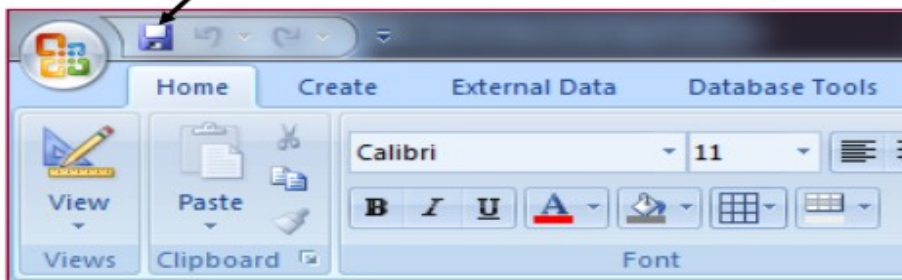 Home Create External Data Database Tools
Calibri 11
View Paste B I U A
Views Clipboard Font